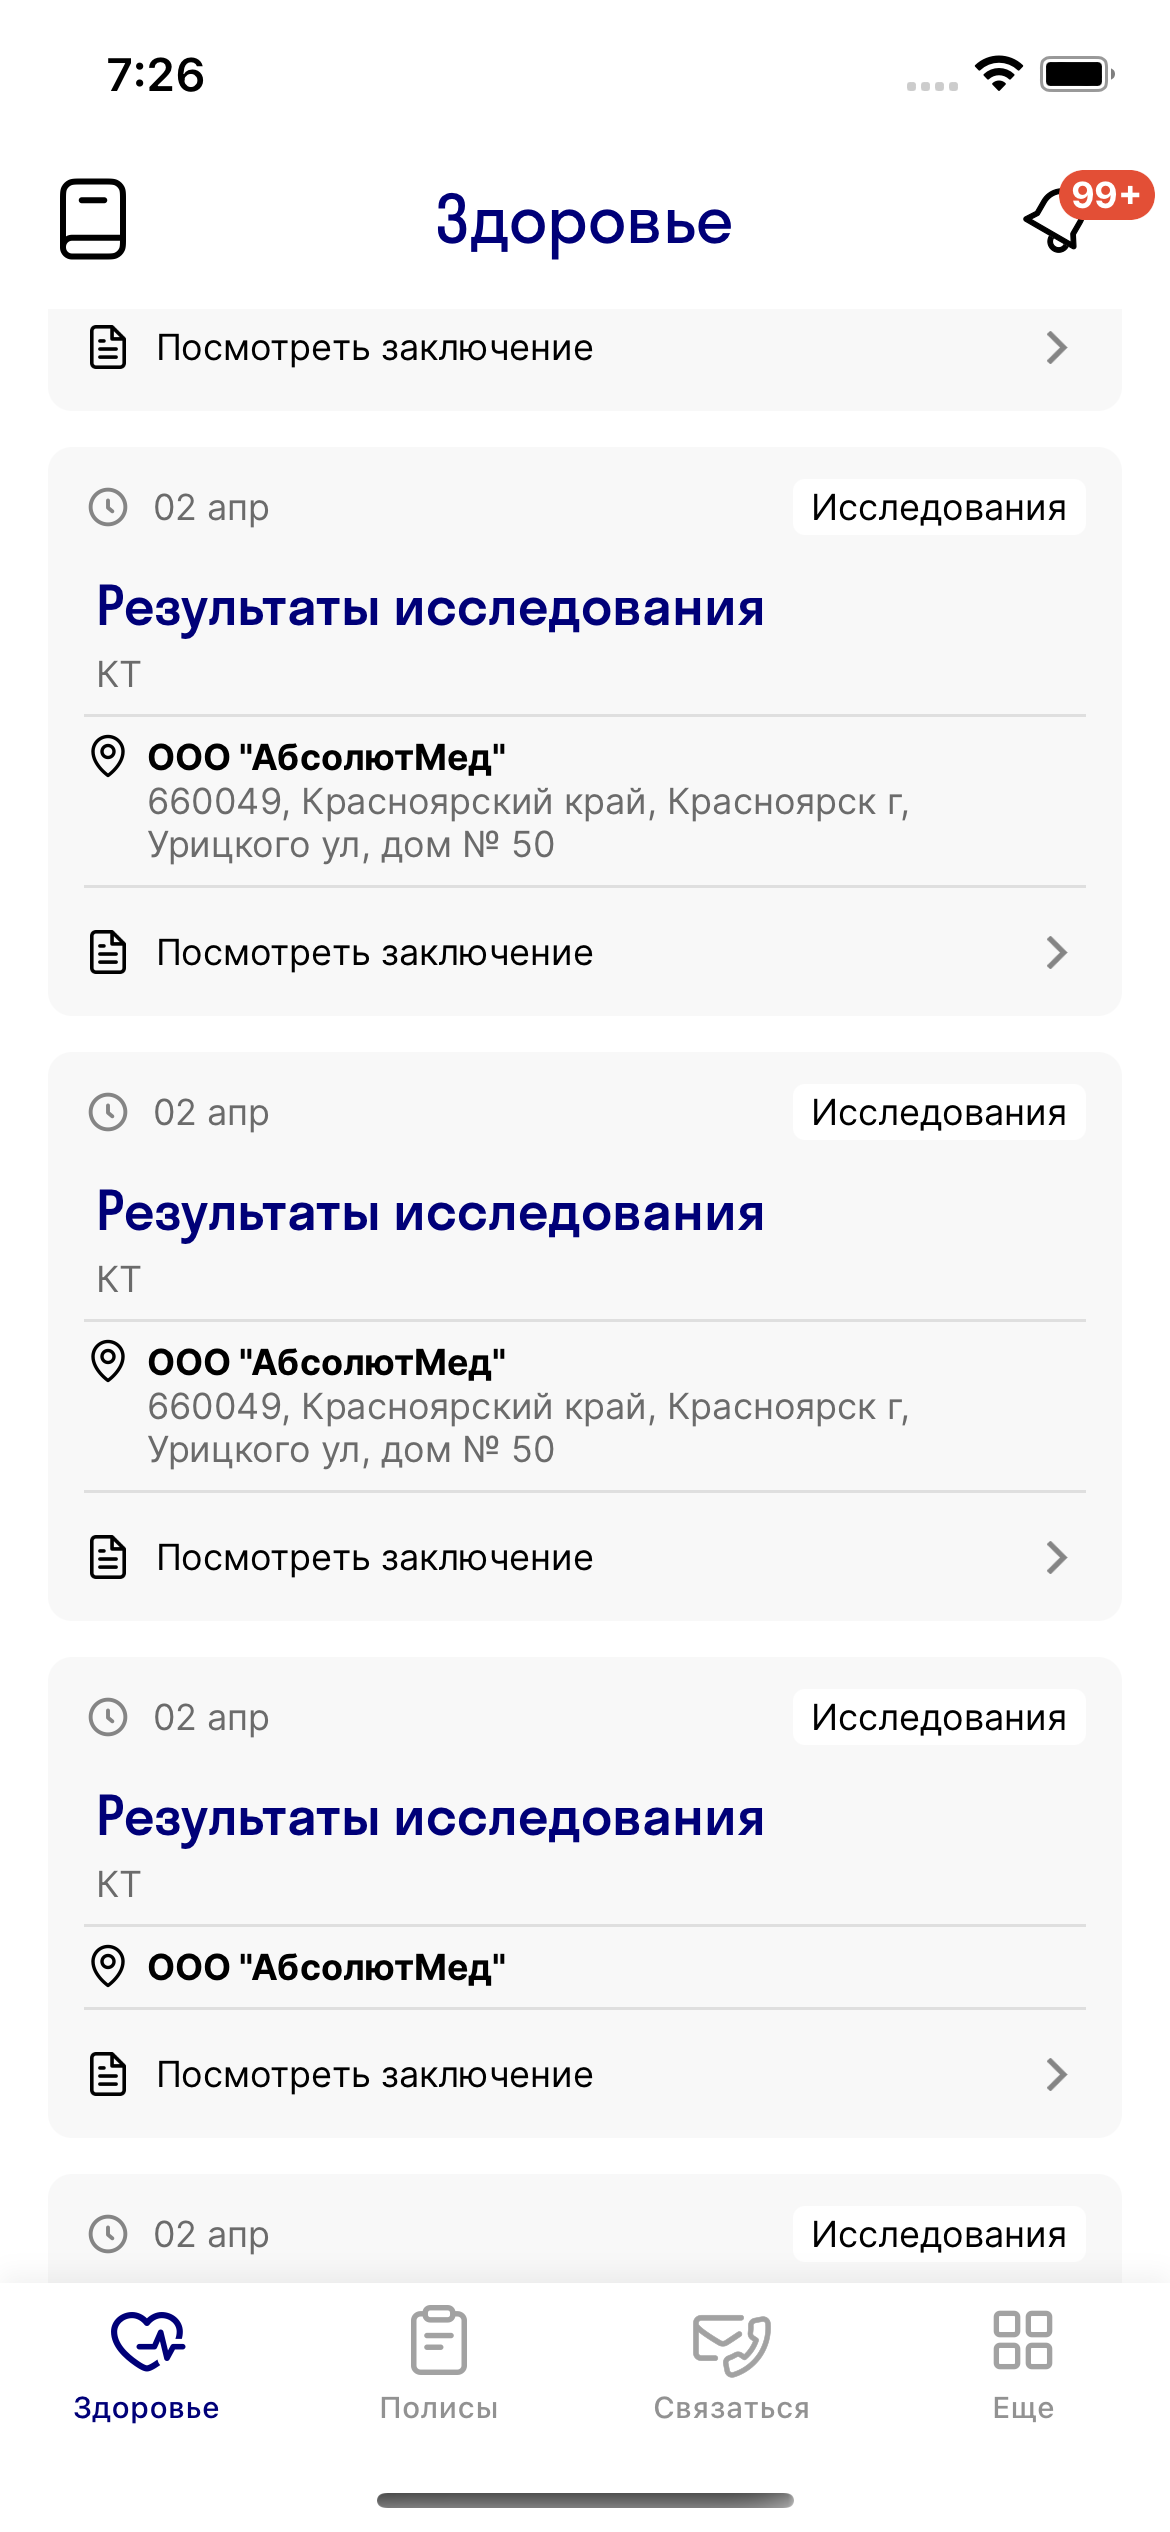 7:26
Здоровье
99+
Посмотреть заключение
02 апр
Исследования
Результаты исследования
КТ
ООО "АбсолютМед"
660049, Красноярский край, Красноярск г,
Урицкого ул, дом № 50
Посмотреть заключение
02 апр
Исследования
Результаты исследования
КТ
ООО "АбсолютМед"
660049, Красноярский край, Красноярск г,
Урицкого ул, дом № 50
Посмотреть заключение
02 апр
Исследования
Результаты исследования
КТ
ООО "АбсолютМед"
Посмотреть заключение
02 апр
Исследования
Здоровье
Полисы
Связаться
Еще